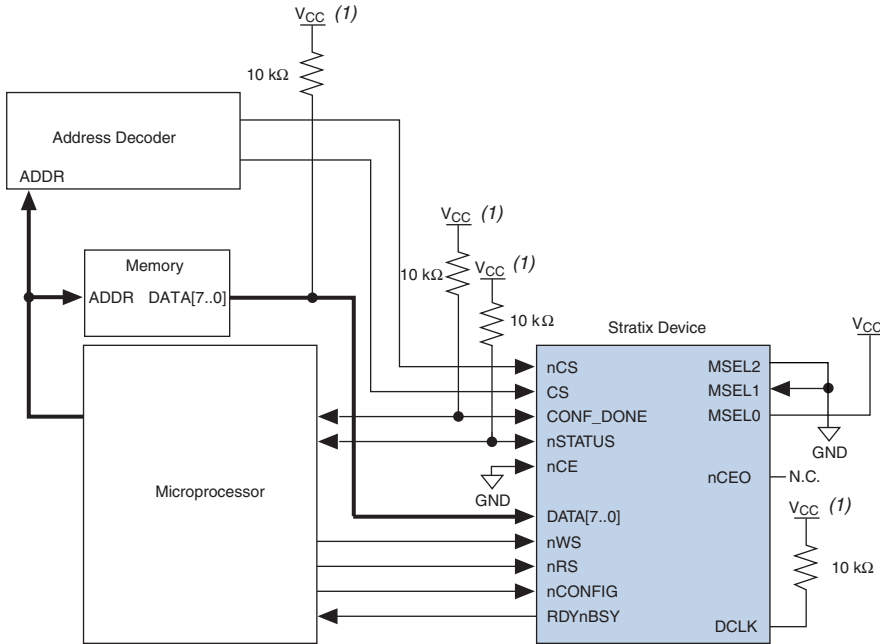 VCC (1)
10 kΩ
Address Decoder
ADDR
VCC (1)
Memory
ADDR DATA[7..0]
10 kΩ
VCC (1)
10 kΩ
Stratix Device
VCC
nCS
MSEL2
CS
MSEL1
CONF_DONE
MSEL0
nSTATUS
GND
nCE
nCEO
N.C.
GND
Microprocessor
VCC (1)
DATA[7..0]
nWS
nRS
10 kΩ
nCONFIG
RDYnBSY
DCLK